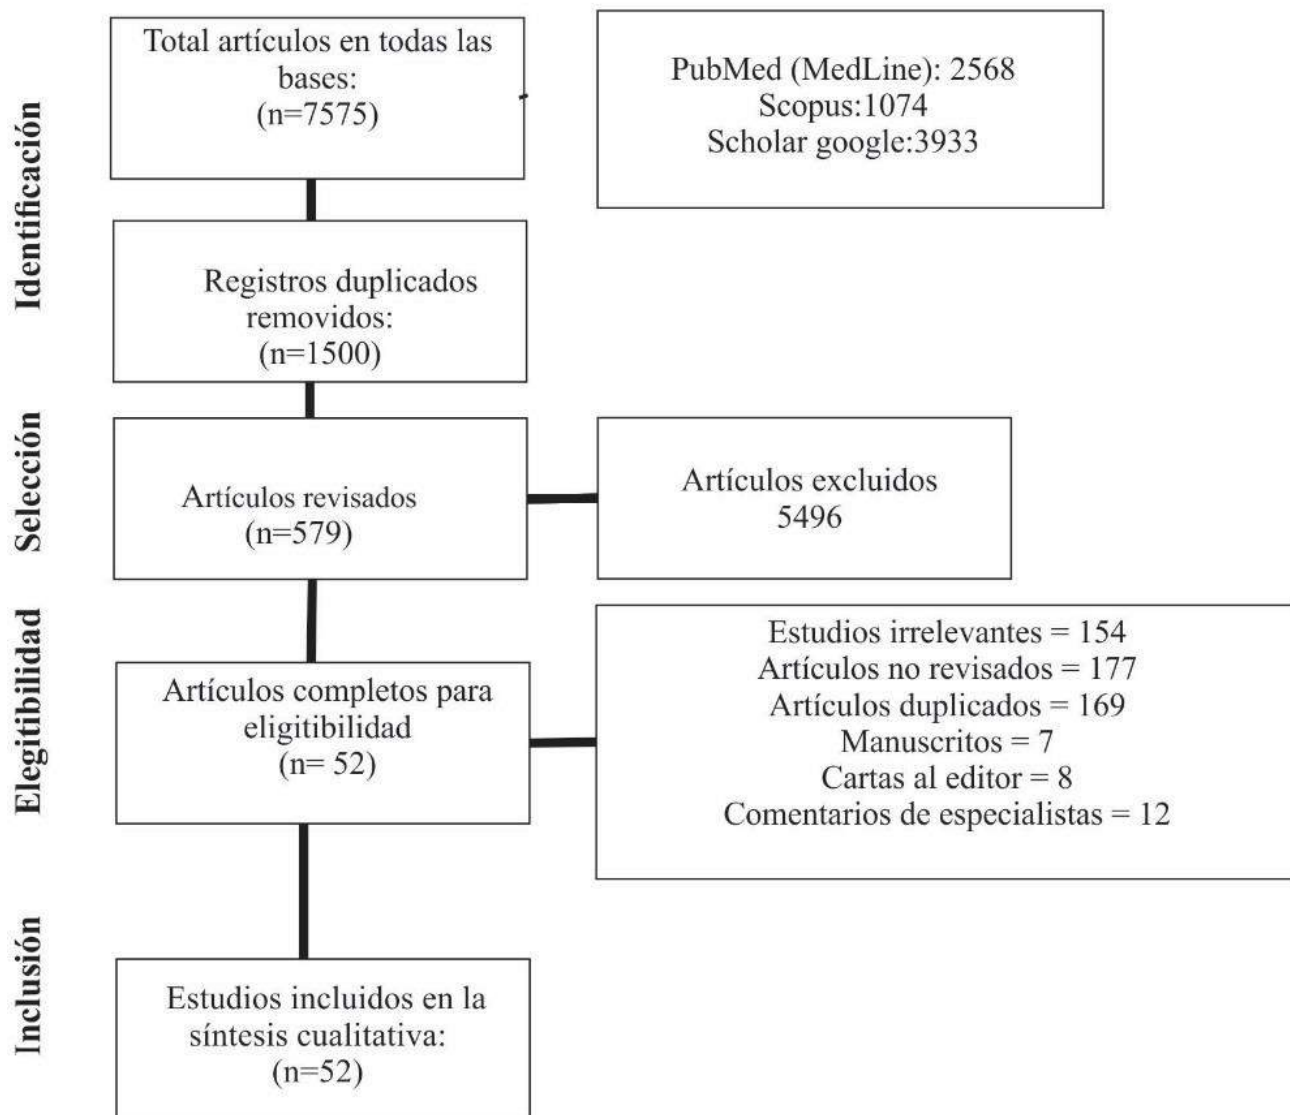 Identificación
Total artículos en todas las
bases:
(n=7575)
PubMed (MedLine): 2568
Scopus:1074
Scholar google:3933
Registros duplicados
removidos:
(n=1500)
Selección
Artículos revisados
(n=579)
Artículos excluidos
5496
Elegitibilidad
Artículos completos para
eligitibilidad
(n= 52)
Estudios irrelevantes = 154
Artículos no revisados = 177
Artículos duplicados = 169
Manuscritos = 7
Cartas al editor = 8
Comentarios de especialistas = 12
Inclusión
Estudios incluidos en la
síntesis cualitativa:
(n=52)